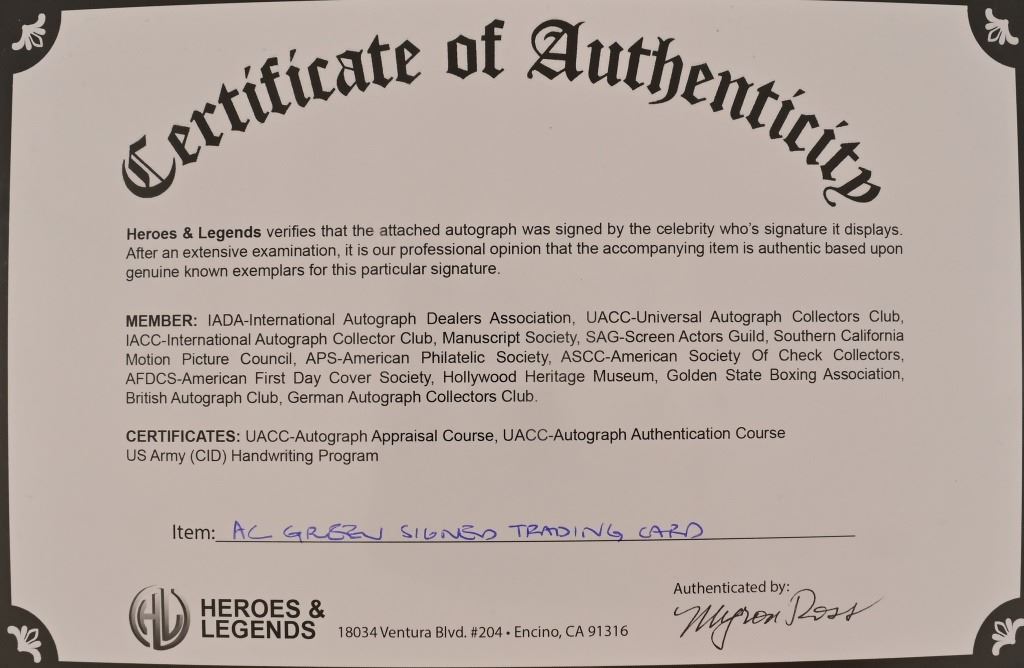 Certificate of Authenticity
Heroes & Legends verifies that the attached autograph was signed by the celebrity who's signature it displays.
After an extensive examination, it is our professional opinion that the accompanying item is authentic based upon
genuine known exemplars for this particular signature.
MEMBER: IADA-International Autograph Dealers Association, UACC-Universal Autograph Collectors Club,
IACC-International Autograph Collector Club, Manuscript Society, SAG-Screen Actors Guild, Southern California
Motion Picture Council, APS-American Philatelic Society, ASCC-American Society Of Check Collectors,
AFDCS-American First Day Cover Society, Hollywood Heritage Museum, Golden State Boxing Association,
British Autograph Club, German Autograph Collectors Club.
CERTIFICATES: UACC-Autograph Appraisal Course, UACC-Autograph Authentication Course
US Army (CID) Handwriting Program
Item: AC GREEN SIGNED TRADING CARD
Authenticated by:
Myron Ross
HL HEROES &
LEGENDS
18034 Ventura Blvd. #204 • Encino, CA 91316